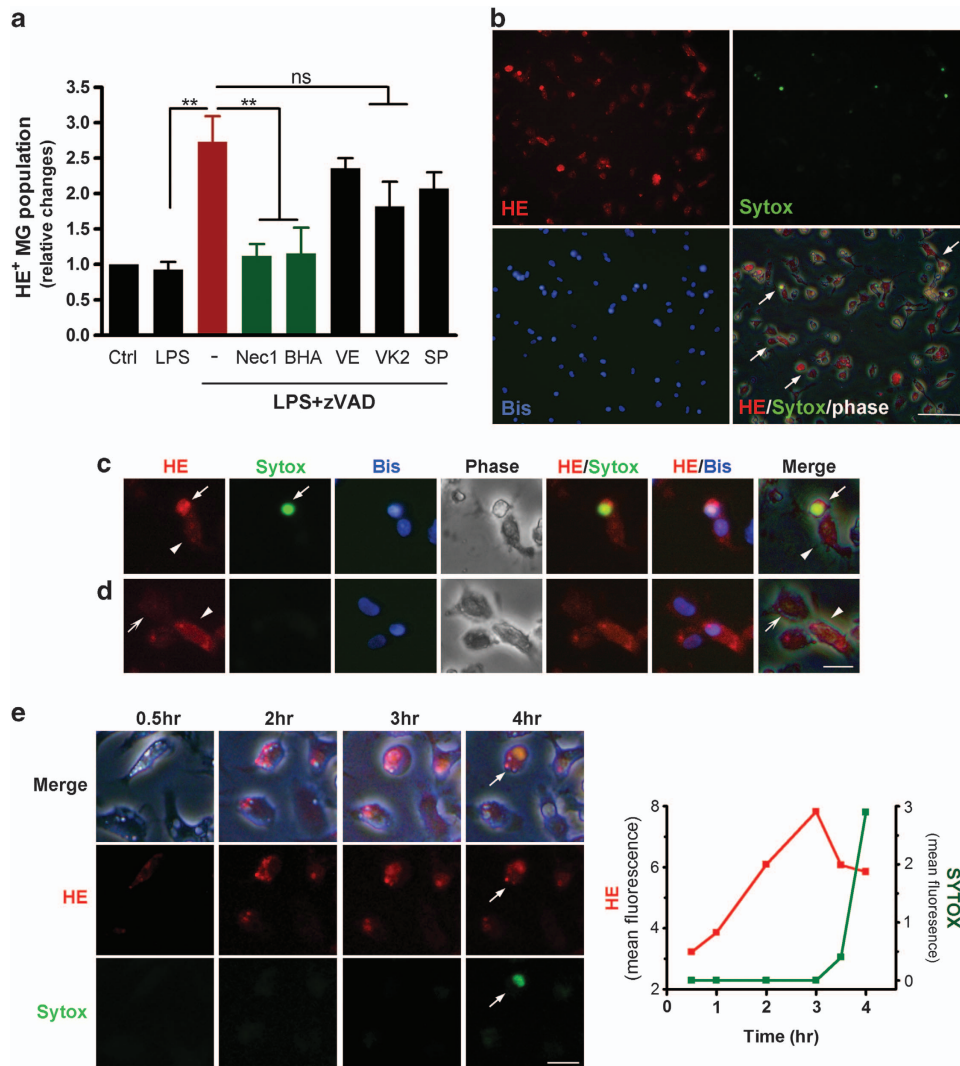 a
HE+ MG population
(relative changes)
3.5
3.0
2.5
2.0
1.5
1.0
0.5
0.0
ns
** **
Ctrl LPS - Nec1 BHA VE VK2 SP
LPS+zVAD
b
HE
Sytox
Bis
HE/Sytox/phase
c
HE Sytox Bis Phase HE/Sytox HE/Bis Merge
d
e
0.5hr 2hr 3hr 4hr
Merge
HE
Sytox
HE
(mean fluorescence)
8
6
4
2
3
2
1
0
SYTOX
(mean fluoresence)
0 1 2 3 4
Time (hr)